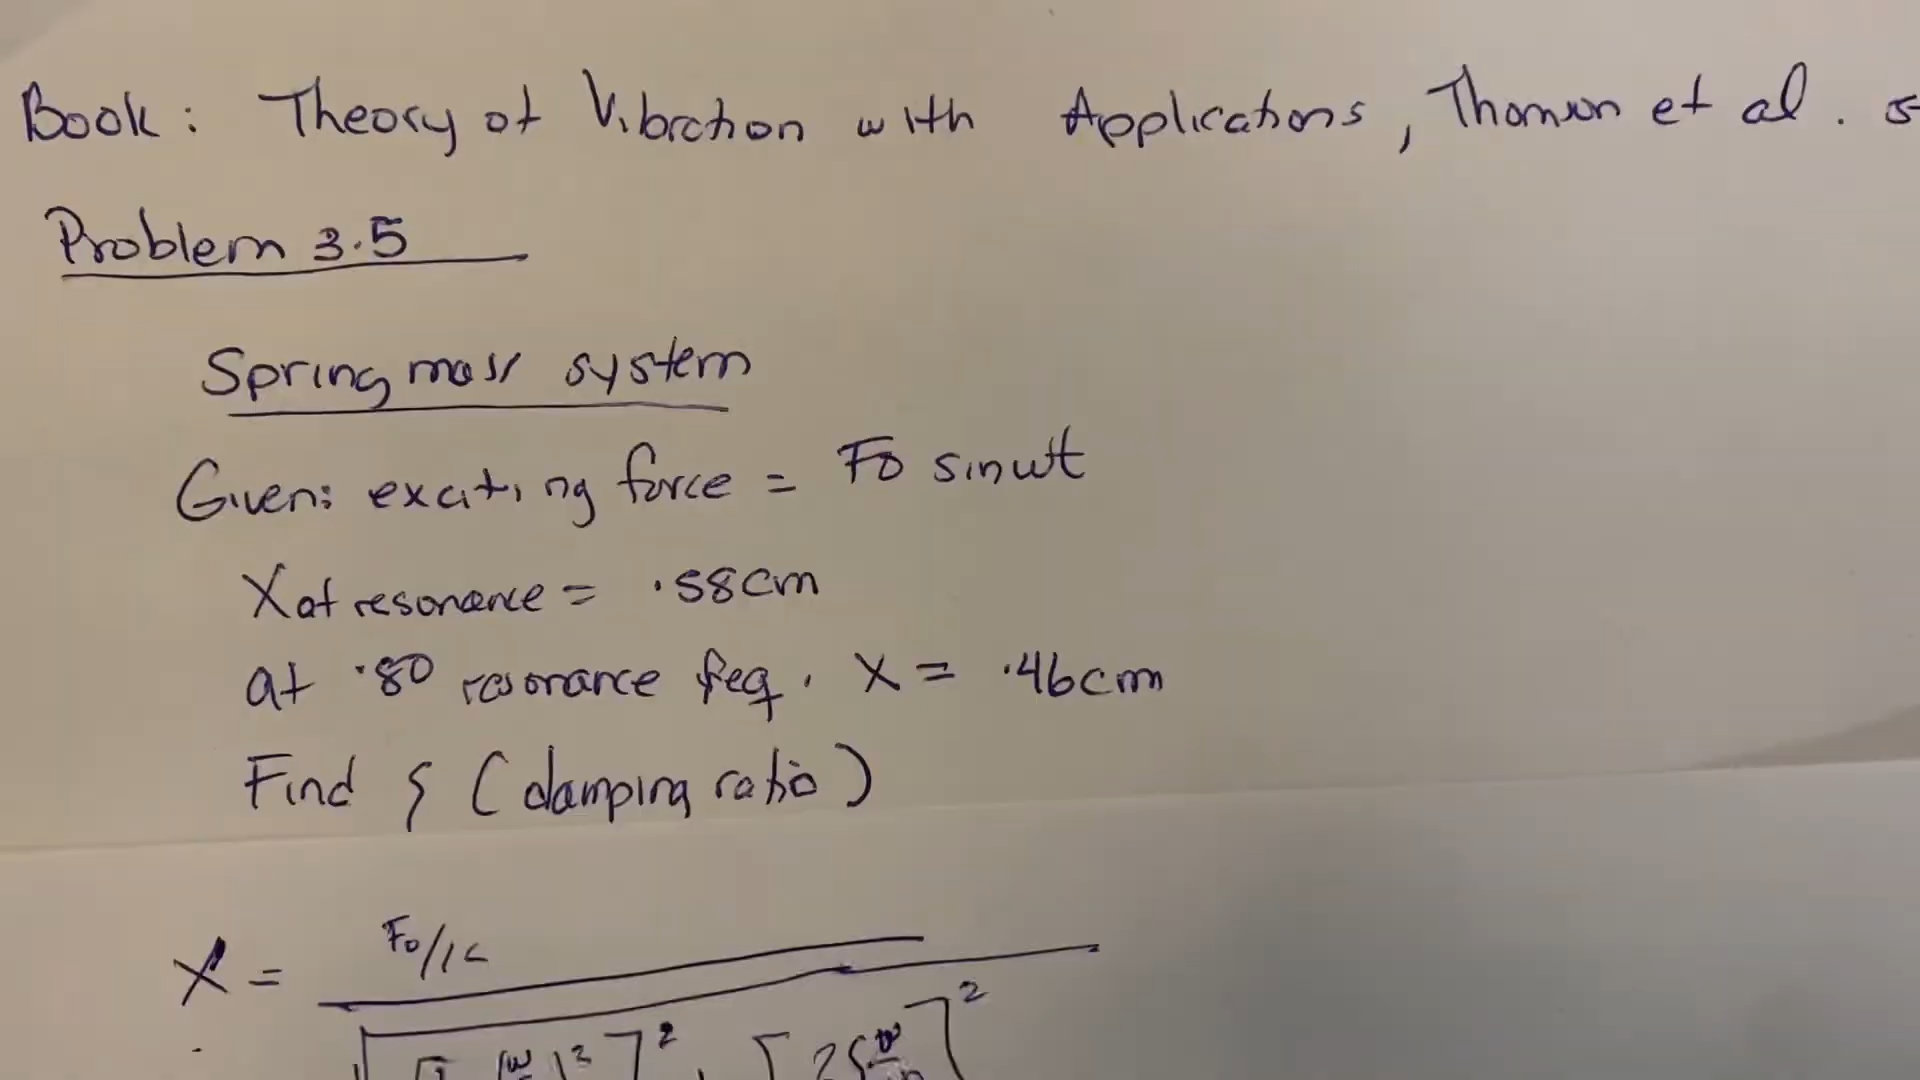 Book: Theory of Vibration with Applications, Thomson et al. 5
Problem 3.5
Spring mass system
Given: exciting force = F0 sinωt
X at resonance = .58cm
at .80 resonance freq. X = .46cm
Find ζ (damping ratio)
X = F0/K